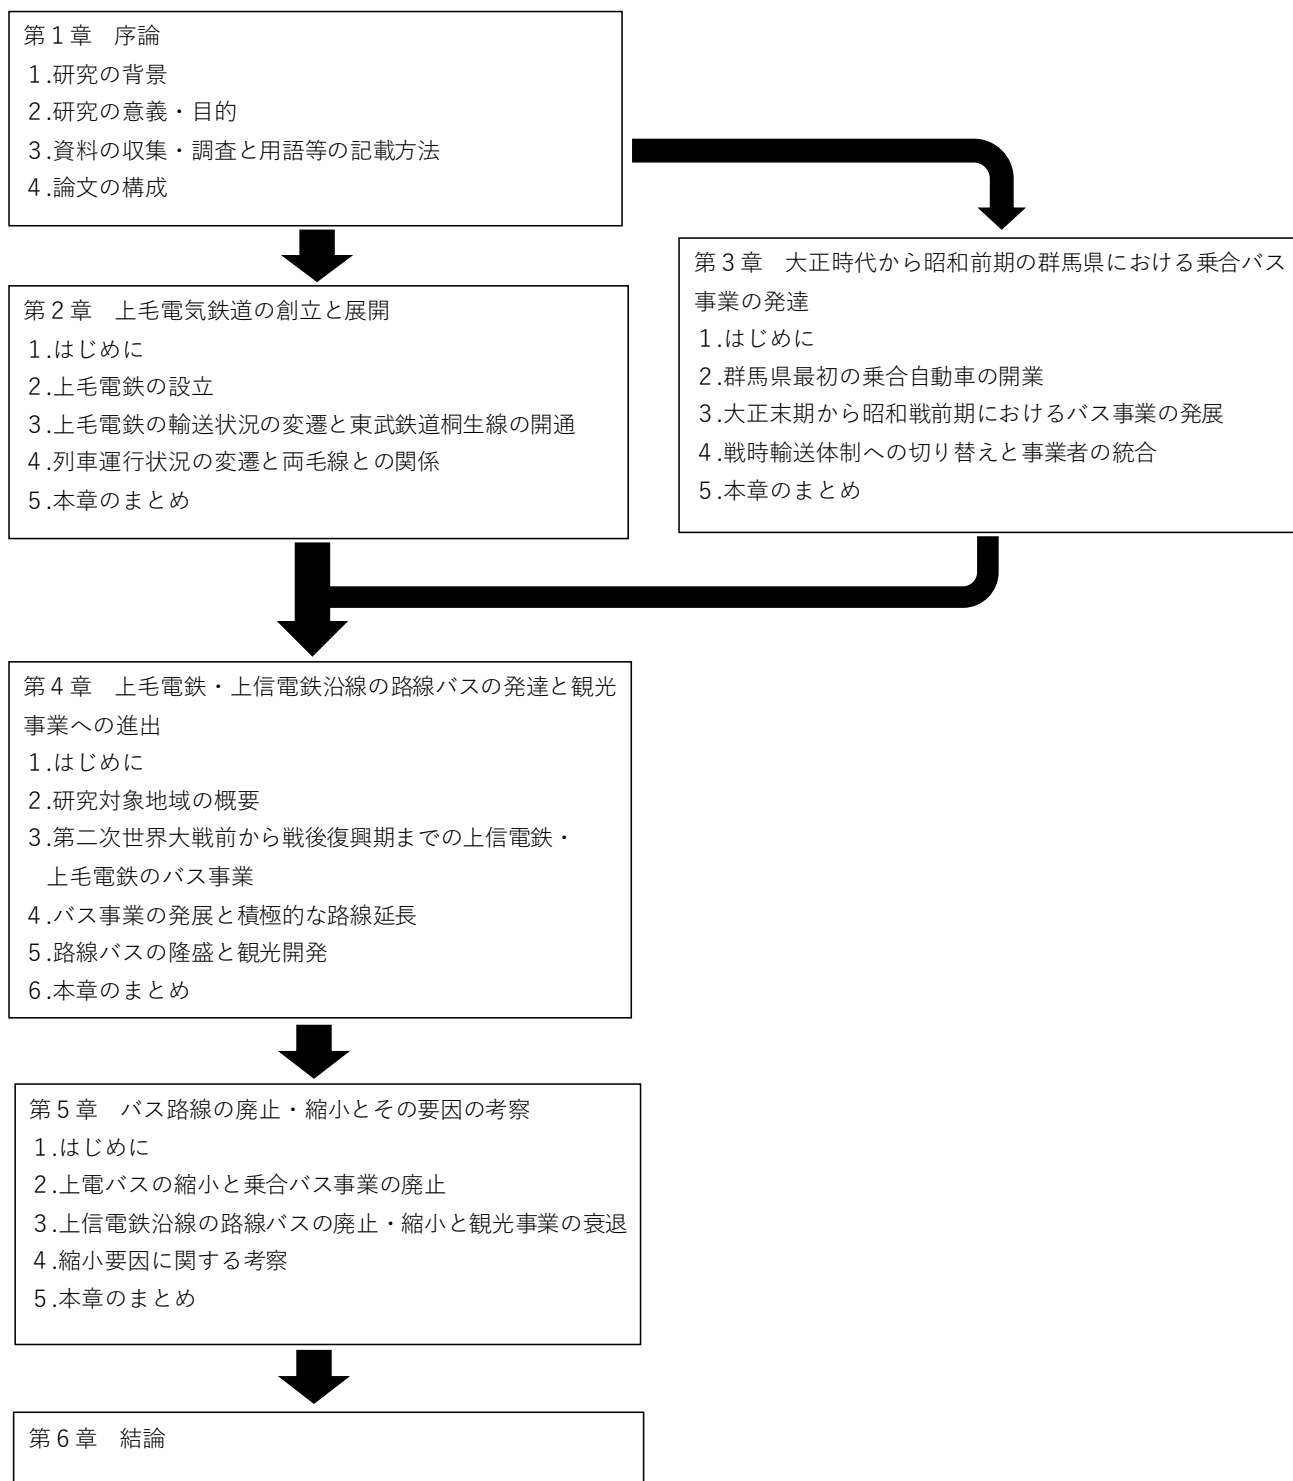 第１章　序論
１.研究の背景
２.研究の意義・目的
３.資料の収集・調査と用語等の記載方法
４.論文の構成
第２章　上毛電気鉄道の創立と展開
１.はじめに
２.上毛電鉄の設立
３.上毛電鉄の輸送状況の変遷と東武鉄道桐生線の開通
４.列車運行状況の変遷と両毛線との関係
５.本章のまとめ
第３章　大正時代から昭和前期の群馬県における乗合バス
事業の発達
１.はじめに
２.群馬県最初の乗合自動車の開業
３.大正末期から昭和戦前期におけるバス事業の発展
４.戦時輸送体制への切り替えと事業者の統合
５.本章のまとめ
第４章　上毛電鉄・上信電鉄沿線の路線バスの発達と観光
事業への進出
１.はじめに
２.研究対象地域の概要
３.第二次世界大戦前から戦後復興期までの上信電鉄・
上毛電鉄のバス事業
４.バス事業の発展と積極的な路線延長
５.路線バスの隆盛と観光開発
６.本章のまとめ
第５章　バス路線の廃止・縮小とその要因の考察
１.はじめに
２.上電バスの縮小と乗合バス事業の廃止
３.上信電鉄沿線の路線バスの廃止・縮小と観光事業の衰退
４.縮小要因に関する考察
５.本章のまとめ
第６章　結論